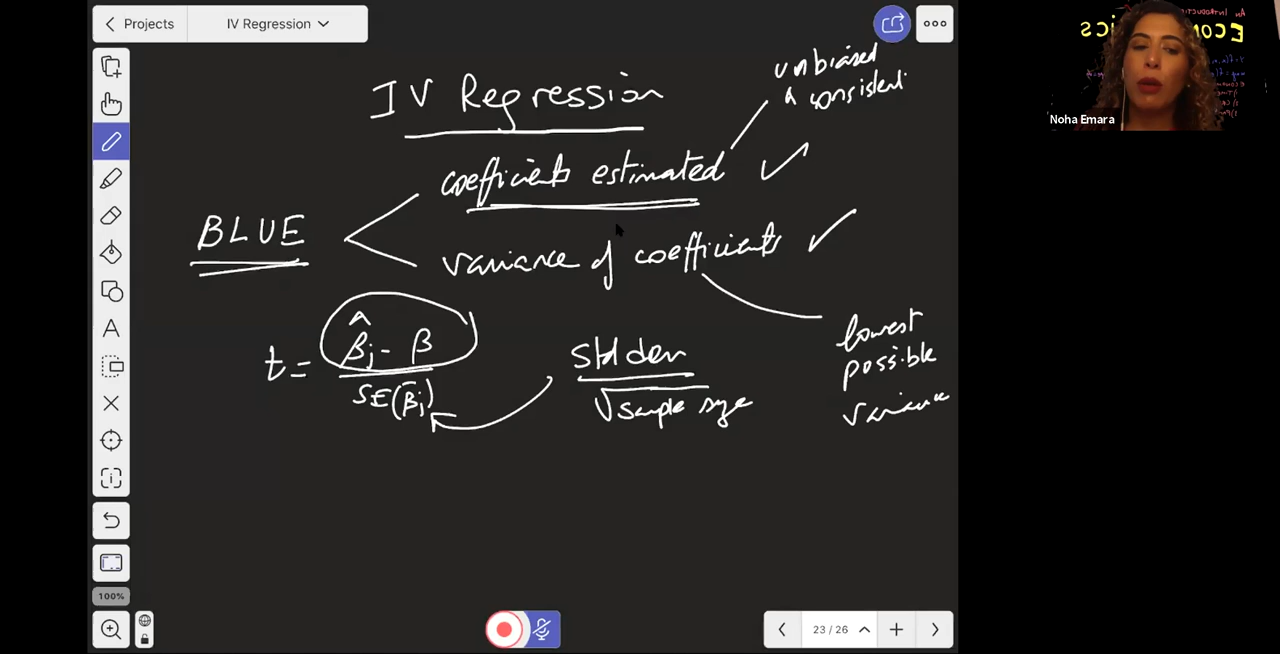 Projects
IV Regression
IV Regression
unbiased
& consistent
coefficients estimated
BLUE
variance of coefficients
lowest
possible
variance
t = β̂j - β
SE(β̂j)
Std dev
√sample size
100%
23 / 26
Noha Emara